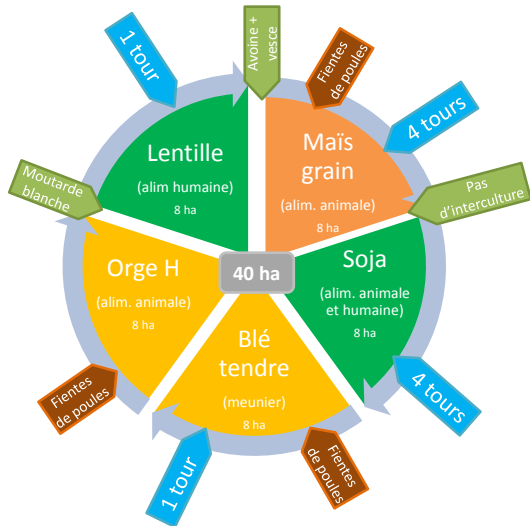 1 tour
Avoine +
vesce
Fientes
de poules
4 tours
Lentille
(alim humaine)
8 ha
Maïs
grain
(alim. animale)
8 ha
Moutarde
blanche
Pas
d'interculture
Orge H
(alim. animale)
8 ha
40 ha
Soja
(alim. animale
et humaine)
8 ha
Blé
tendre
(meunier)
8 ha
Fientes
de poules
4 tours
1 tour
Fientes
de poules